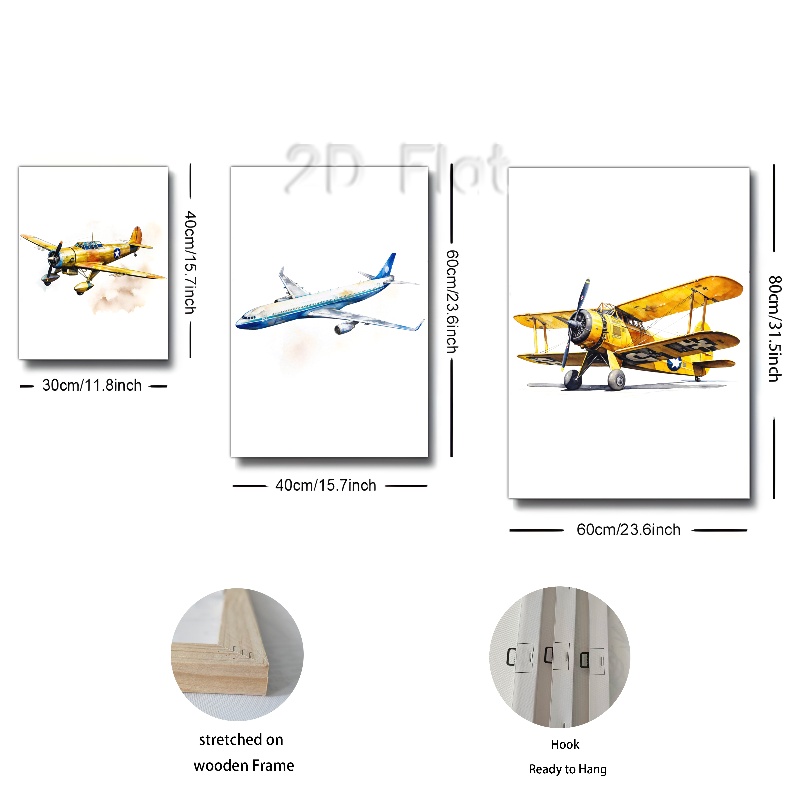 2D Flat
40cm/15.7inch
60cm/23.6inch
80cm/31.5inch
30cm/11.8inch
40cm/15.7inch
60cm/23.6inch
stretched on
wooden Frame
Hook
Ready to Hang